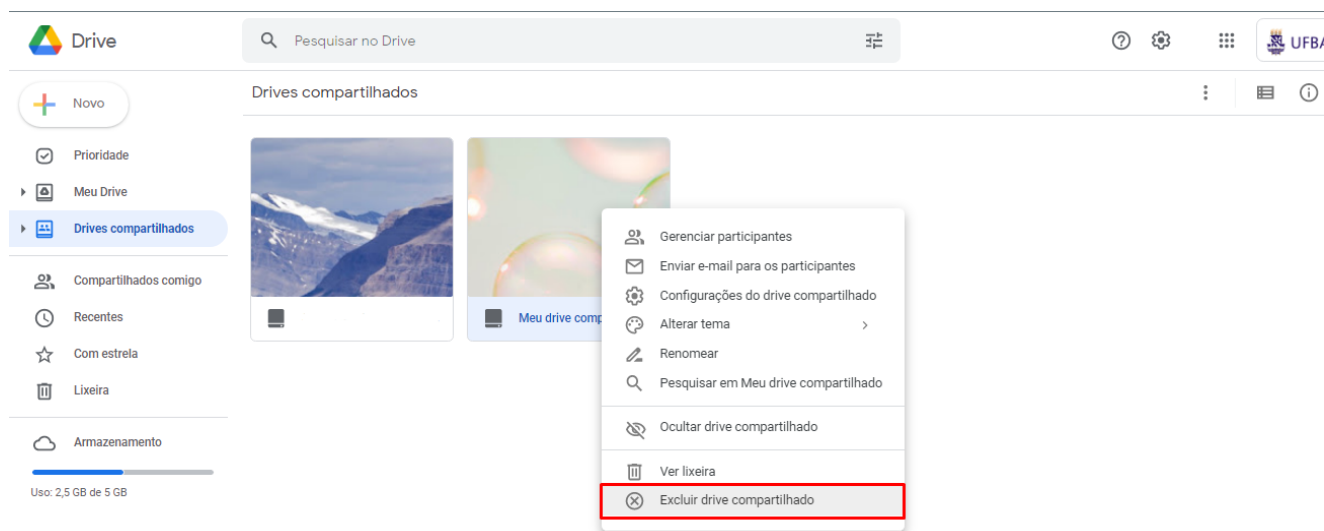 Drive
Pesquisar no Drive
UFBA
Novo
Drives compartilhados
Prioridade
Meu Drive
Drives compartilhados
Compartilhados comigo
Recentes
Com estrela
Lixeira
Armazenamento
Uso: 2,5 GB de 5 GB
Meu drive comp
Gerenciar participantes
Enviar e-mail para os participantes
Configurações do drive compartilhado
Alterar tema
Renomear
Pesquisar em Meu drive compartilhado
Ocultar drive compartilhado
Ver lixeira
Excluir drive compartilhado